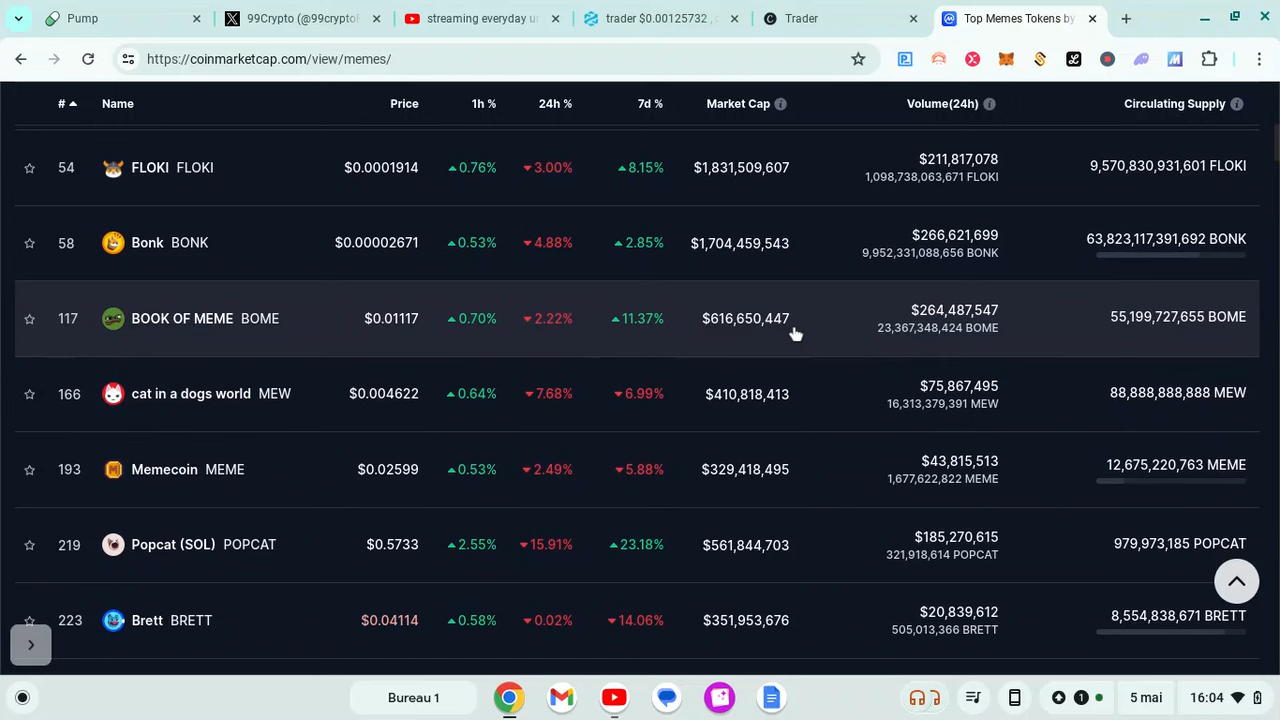 Pump
99Crypto (@99crypto
streaming everyday u
trader $0.00125732 , c
Trader
Top Memes Tokens by
https://coinmarketcap.com/view/memes/
# Name Price 1h % 24h % 7d % Market Cap Volume(24h) Circulating Supply
54 FLOKI FLOKI $0.0001914 0.76% 3.00% 8.15% $1,831,509,607 $211,817,078 9,570,830,931,601 FLOKI
1,098,738,063,671 FLOKI
58 Bonk BONK $0.00002671 0.53% 4.88% 2.85% $1,704,459,543 $266,621,699 63,823,117,391,692 BONK
9,952,331,088,656 BONK
117 BOOK OF MEME BOME $0.01117 0.70% 2.22% 11.37% $616,650,447 $264,487,547 55,199,727,655 BOME
23,367,348,424 BOME
166 cat in a dogs world MEW $0.004622 0.64% 7.68% 6.99% $410,818,413 $75,867,495 88,888,888,888 MEW
16,313,379,391 MEW
193 Memecoin MEME $0.02599 0.53% 2.49% 5.88% $329,418,495 $43,815,513 12,675,220,763 MEME
1,677,622,822 MEME
219 Popcat (SOL) POPCAT $0.5733 2.55% 15.91% 23.18% $561,844,703 $185,270,615 979,973,185 POPCAT
321,918,614 POPCAT
223 Brett BRETT $0.04114 0.58% 0.02% 14.06% $351,953,676 $20,839,612 8,554,838,671 BRETT
505,013,366 BRETT
Bureau 1
1
5 mai
16:04